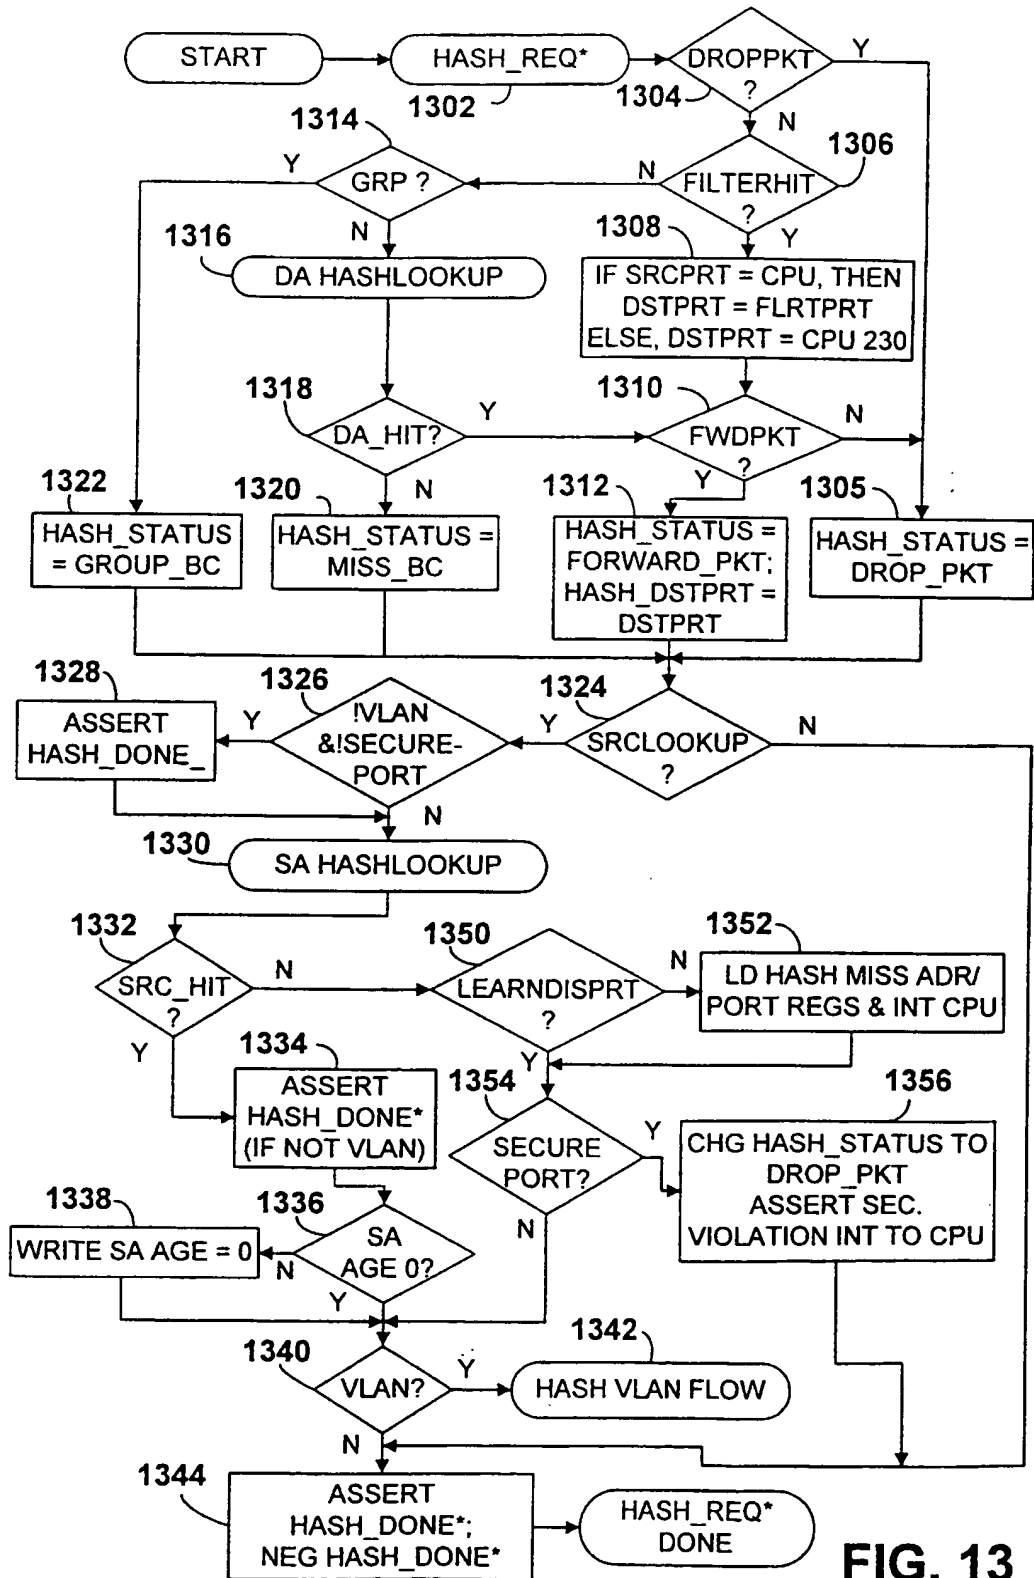 START
HASH_REQ*
1302
DROPPKT
?
1304
Y
N
1314
GRP ?
Y
N
N
FILTERHIT
?
1306
Y
1316
DA HASHLOOKUP
1308
IF SRCPRT = CPU, THEN
DSTPRT = FLRTPRT
ELSE, DSTPRT = CPU 230
1318
DA_HIT?
Y
N
1310
FWDPKT
?
N
Y
1322
HASH_STATUS
= GROUP_BC
1320
HASH_STATUS =
MISS_BC
1312
HASH_STATUS =
FORWARD_PKT;
HASH_DSTPRT =
DSTPRT
1305
HASH_STATUS =
DROP_PKT
1328
ASSERT
HASH_DONE_
1326
!VLAN
&!SECURE-
PORT
Y
N
1324
SRCLOOKUP
?
Y
N
1330
SA HASHLOOKUP
1332
SRC_HIT
?
N
Y
1350
LEARNDISPRT
?
N
Y
1352
LD HASH MISS ADR/
PORT REGS & INT CPU
1334
ASSERT
HASH_DONE*
(IF NOT VLAN)
1354
SECURE
PORT?
Y
N
1356
CHG HASH_STATUS TO
DROP_PKT
ASSERT SEC.
VIOLATION INT TO CPU
1338
WRITE SA AGE = 0
1336
SA
AGE 0?
N
Y
1340
VLAN?
Y
N
1342
HASH VLAN FLOW
1344
ASSERT
HASH_DONE*;
NEG HASH_DONE*
HASH_REQ*
DONE
FIG. 13